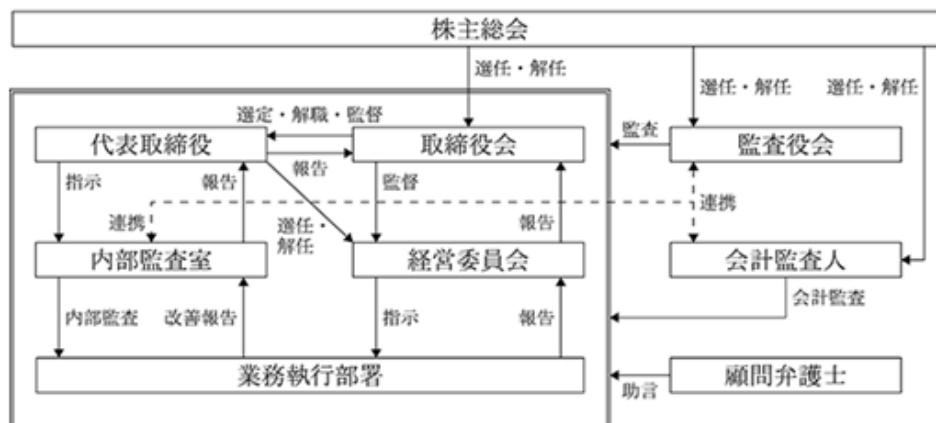 株主総会
選任・解任
選任・解任
選任・解任
選定・解職・監督
代表取締役
取締役会
監査
監査役会
報告
指示
報告
監督
連携
選任・
解任
報告
連携
内部監査室
経営委員会
会計監査人
内部監査
改善報告
指示
報告
会計監査
業務執行部署
助言
顧問弁護士